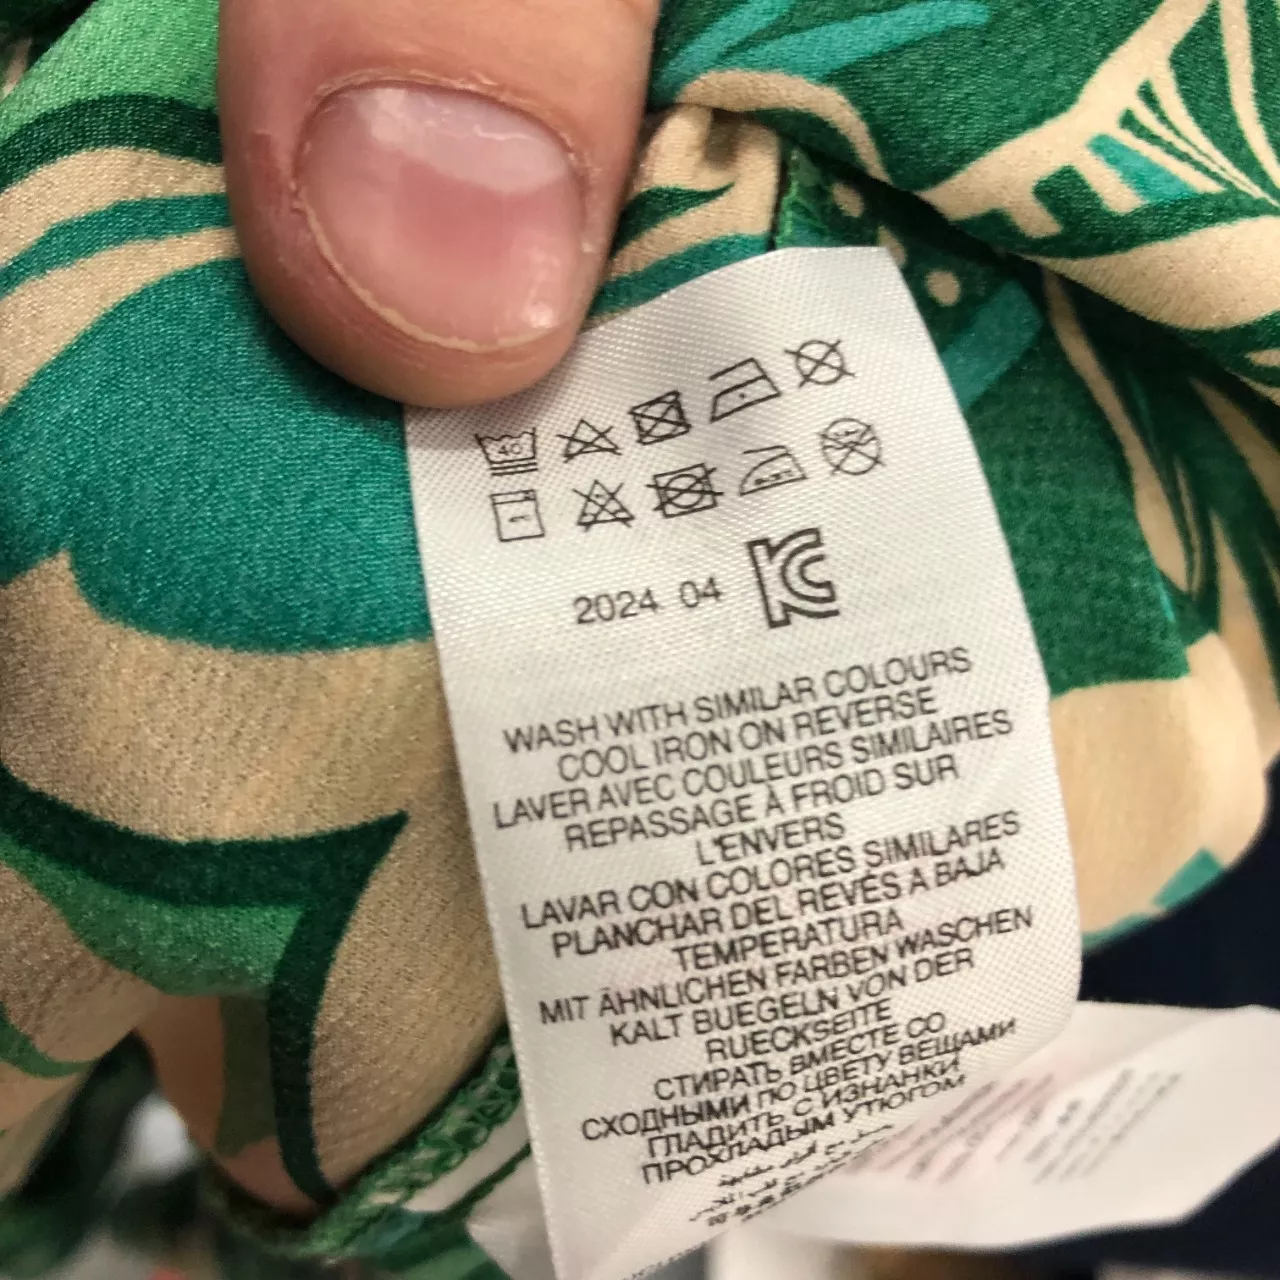 40
2024 04
WASH WITH SIMILAR COLOURS
COOL IRON ON REVERSE
LAVER AVEC COULEURS SIMILAIRES
REPASSAGE À FROID SUR
L'ENVERS
LAVAR CON COLORES SIMILARES
PLANCHAR DEL REVÉS A BAJA
TEMPERATURA
MIT ÄHNLICHEN FARBEN WASCHEN
KALT BUEGELN VON DER
RUECKSEITE
СТИРАТЬ ВМЕСТЕ СО
СХОДНЫМИ ПО ЦВЕТУ ВЕЩАМИ
ГЛАДИТЬ С ИЗНАНКИ
ПРОХЛАДЫМ УТЮГОМ